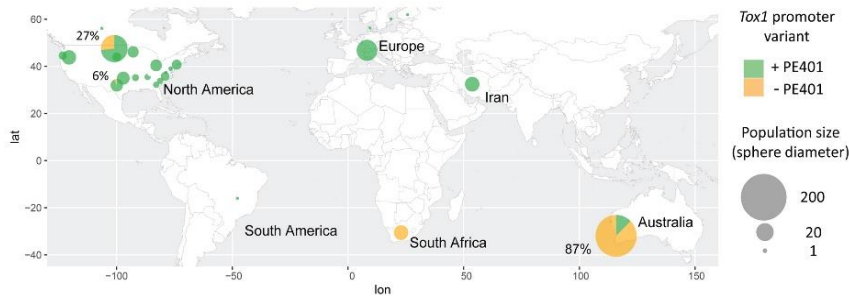 60
40
20
0
−20
−40
lat
−100
−50
0
50
100
150
lon
27%
6%
North America
Europe
Iran
South America
South Africa
Australia
87%
Tox1 promoter
variant
+ PE401
- PE401
Population size
(sphere diameter)
200
20
1